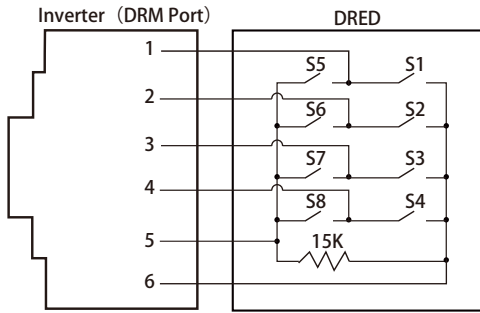 Inverter（DRM Port）
DRED
1
S5
S1
2
S6
S2
3
S7
S3
4
S8
S4
5
15K
6